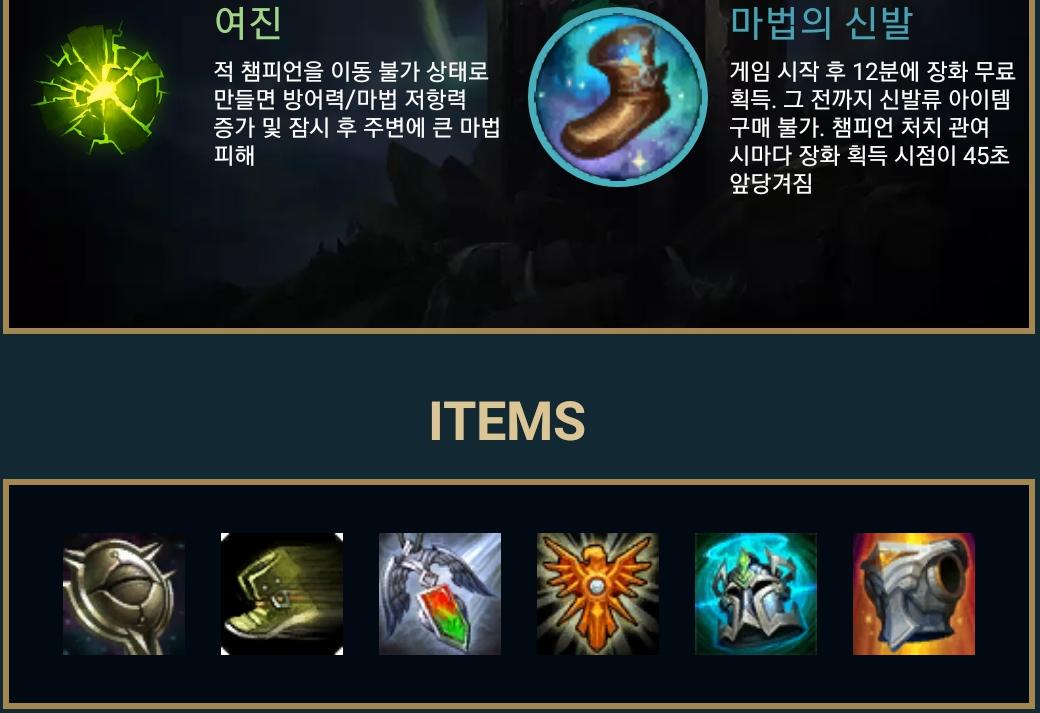 여진
적 챔피언을 이동 불가 상태로
만들면 방어력/마법 저항력
증가 및 잠시 후 주변에 큰 마법
피해
마법의 신발
게임 시작 후 12분에 장화 무료
획득. 그 전까지 신발류 아이템
구매 불가. 챔피언 처치 관여
시마다 장화 획득 시점이 45초
앞당겨짐
ITEMS